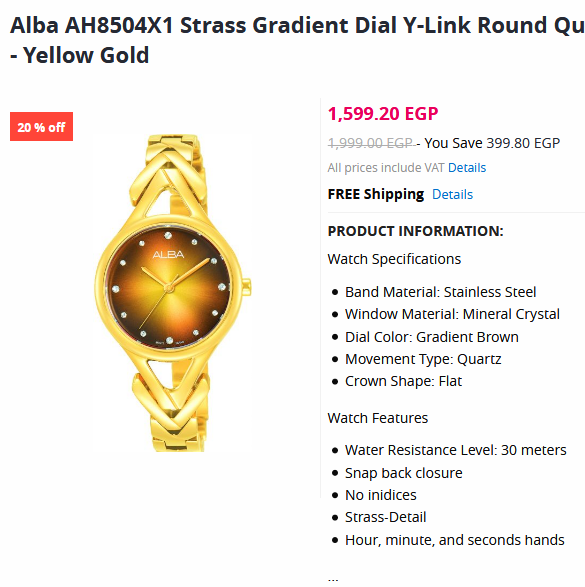 Alba AH8504X1 Strass Gradient Dial Y-Link Round Qu
- Yellow Gold
20 % off
ALBA
1,599.20 EGP
1,999.00 EGP - You Save 399.80 EGP
All prices include VAT Details
FREE Shipping Details
PRODUCT INFORMATION:
Watch Specifications
• Band Material: Stainless Steel
• Window Material: Mineral Crystal
• Dial Color: Gradient Brown
• Movement Type: Quartz
• Crown Shape: Flat
Watch Features
• Water Resistance Level: 30 meters
• Snap back closure
• No inidices
• Strass-Detail
• Hour, minute, and seconds hands
...